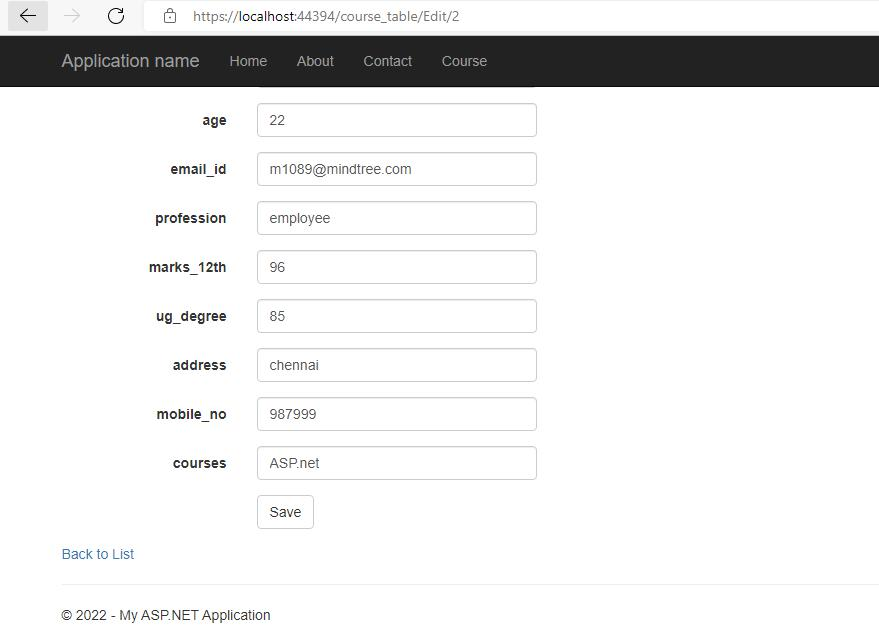 https://localhost:44394/course_table/Edit/2
Application name Home About Contact Course
age 22
email_id m1089@mindtree.com
profession employee
marks_12th 96
ug_degree 85
address chennai
mobile_no 987999
courses ASP.net
Save
Back to List
© 2022 - My ASP.NET Application